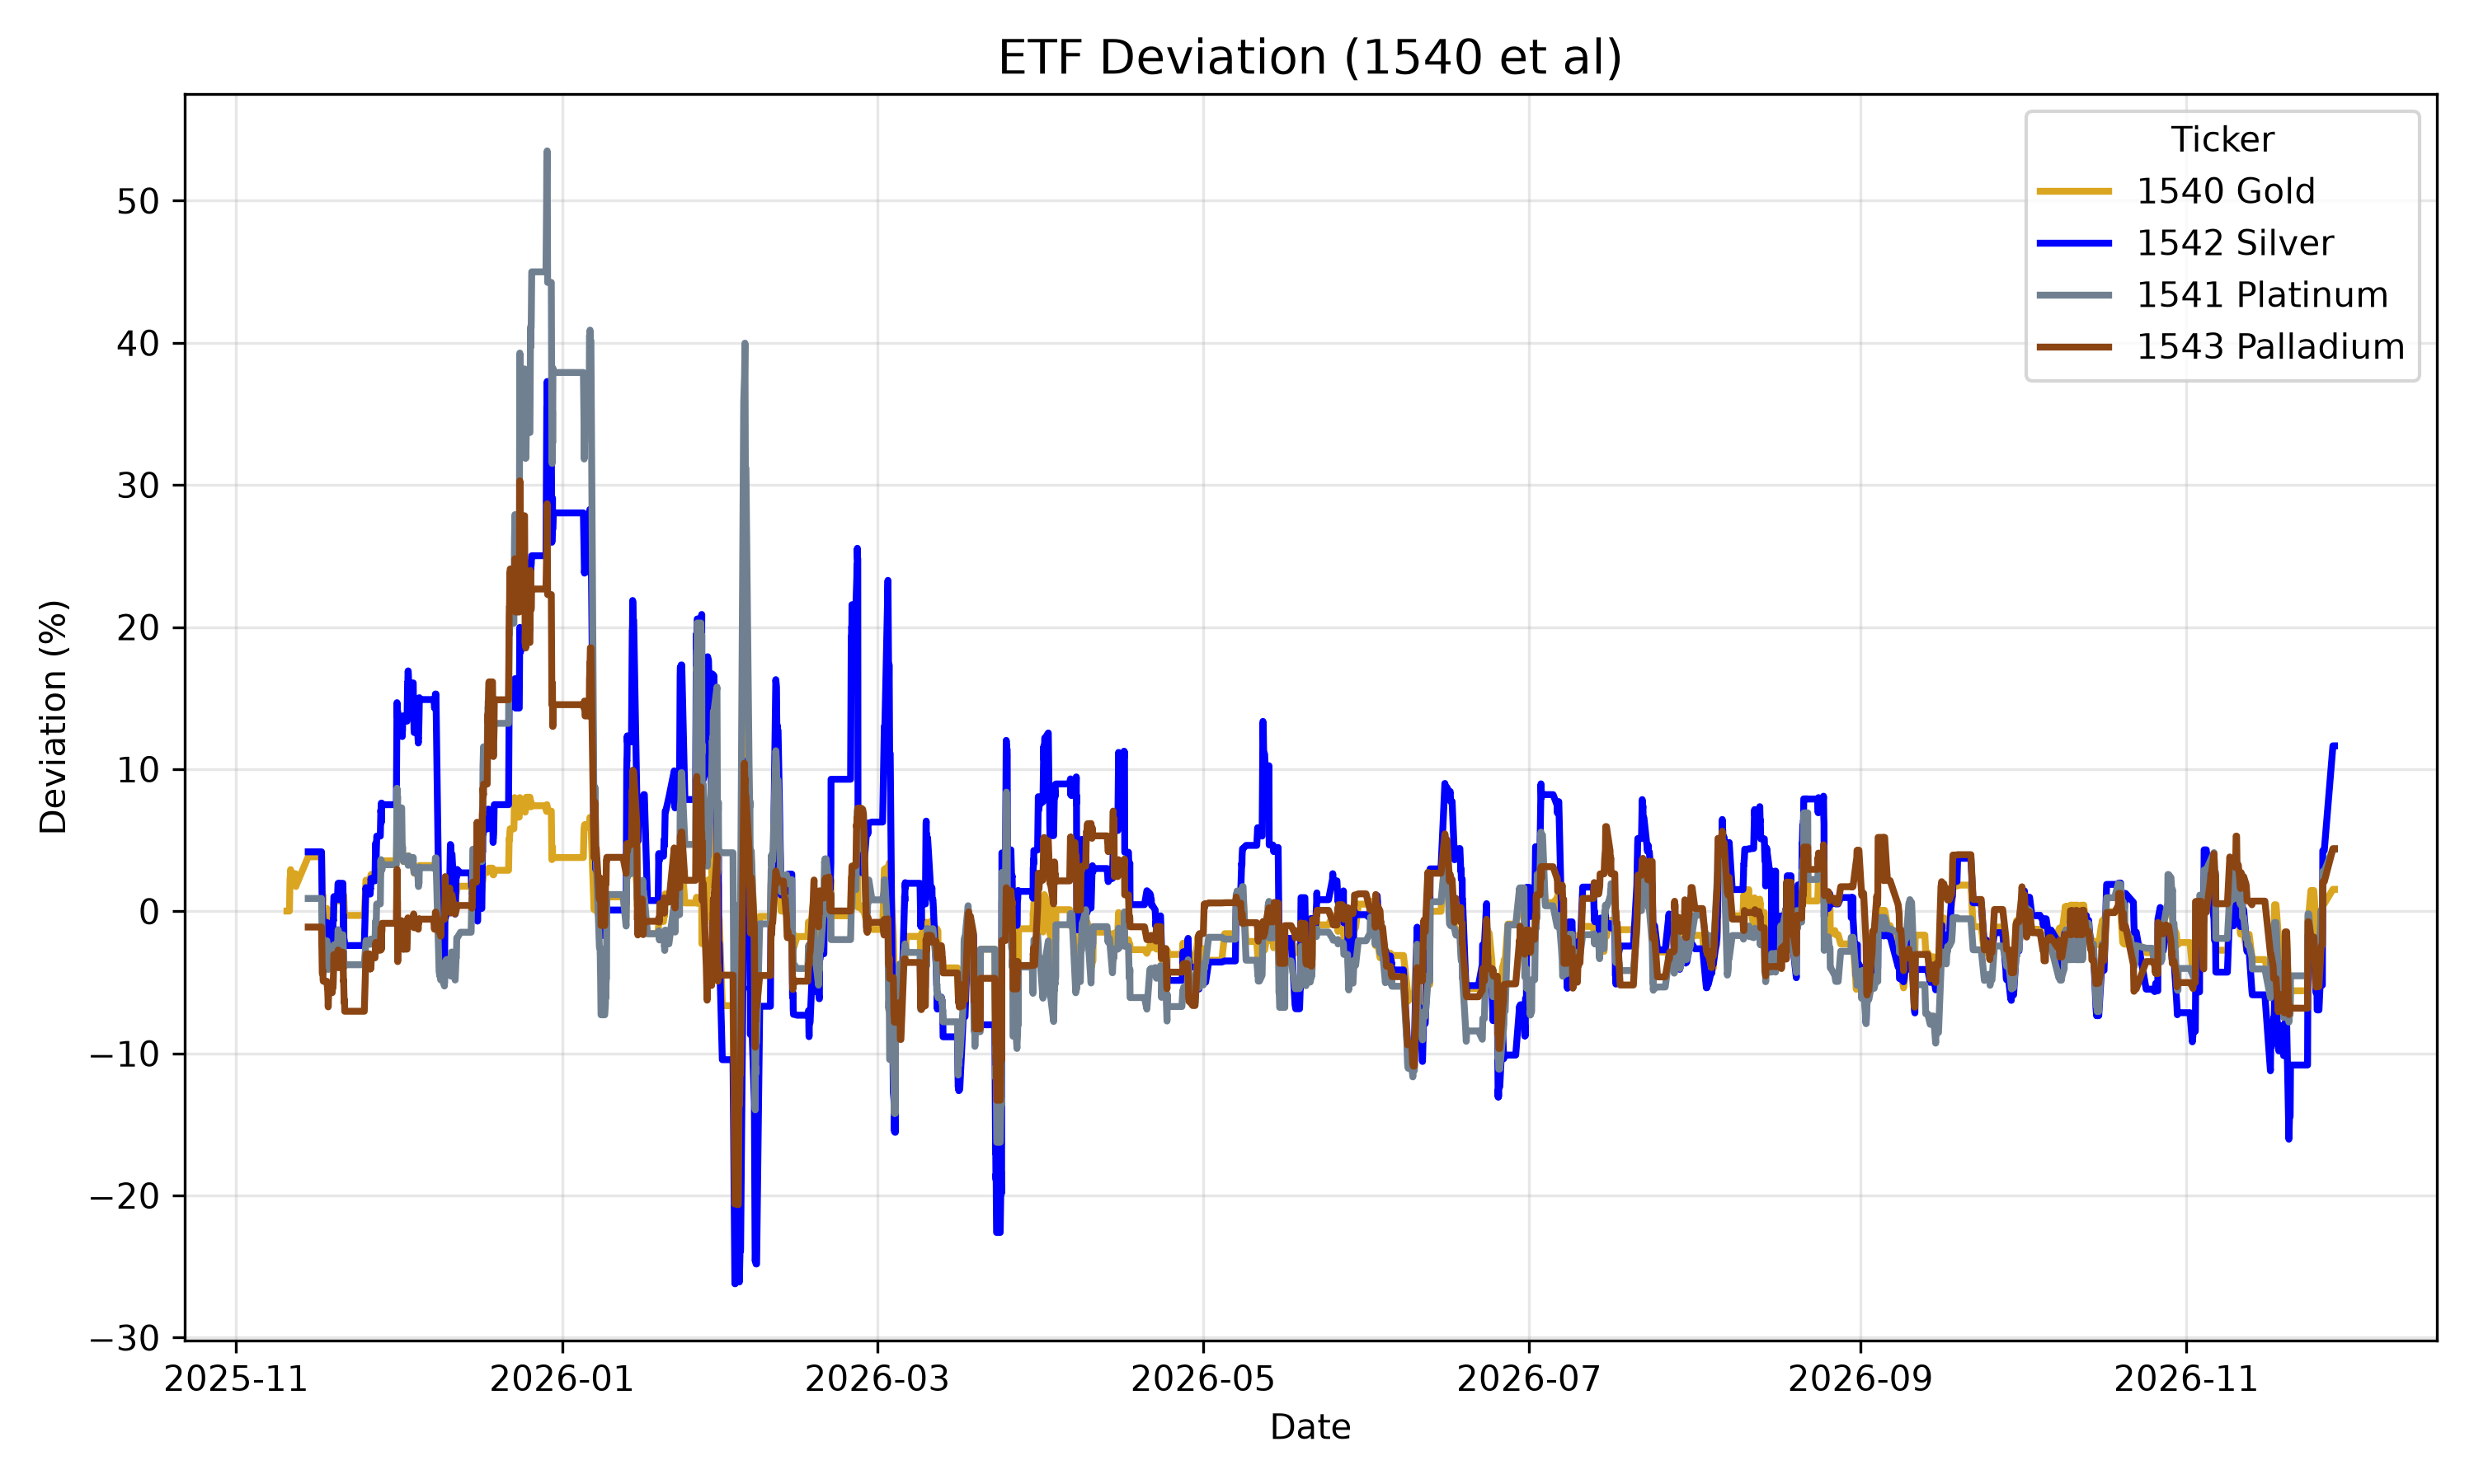 ETF Deviation (1540 et al)
Ticker
1540 Gold
1542 Silver
1541 Platinum
1543 Palladium
Deviation (%)
50
40
30
20
10
0
−10
−20
−30
2025-11
2026-01
2026-03
2026-05
2026-07
2026-09
2026-11
Date